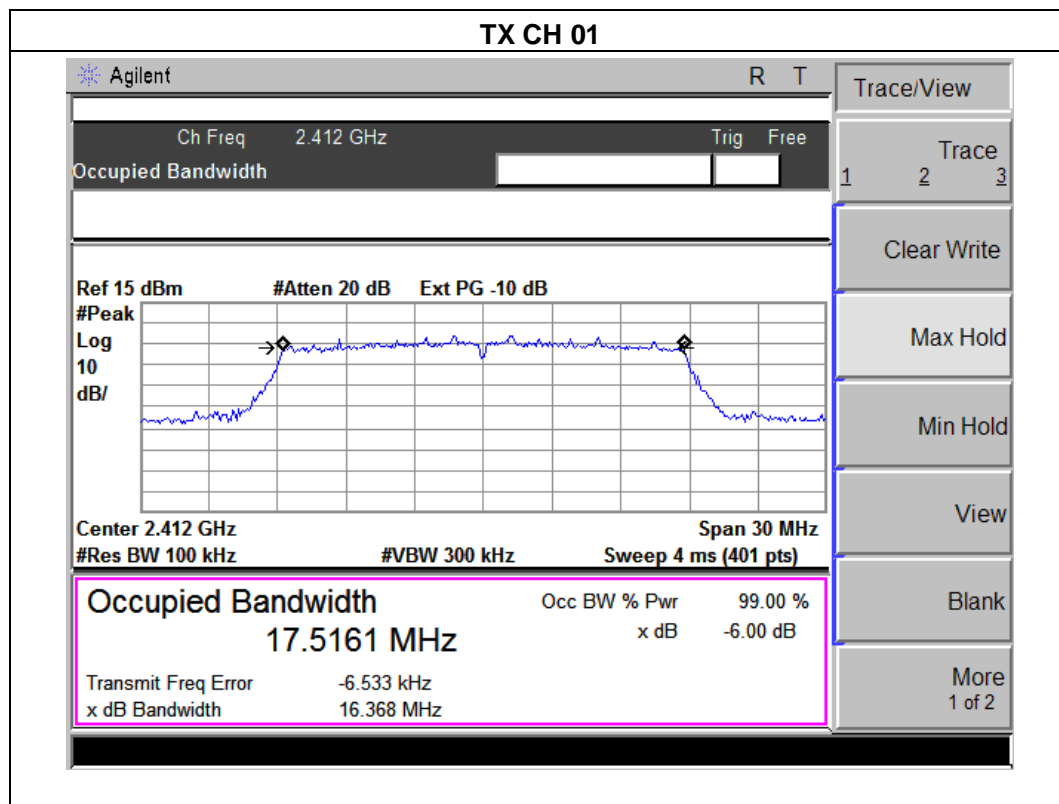 TX CH 01
Agilent R T
Trace/View
Ch Freq 2.412 GHz Trig Free
Occupied Bandwidth
Trace
1 2 3
Clear Write
Ref 15 dBm #Atten 20 dB Ext PG -10 dB
#Peak
Log
10
dB/
Max Hold
Min Hold
Center 2.412 GHz Span 30 MHz
#Res BW 100 kHz #VBW 300 kHz Sweep 4 ms (401 pts)
View
Occupied Bandwidth Occ BW % Pwr 99.00 %
17.5161 MHz x dB -6.00 dB
Blank
Transmit Freq Error -6.533 kHz
x dB Bandwidth 16.368 MHz
More
1 of 2